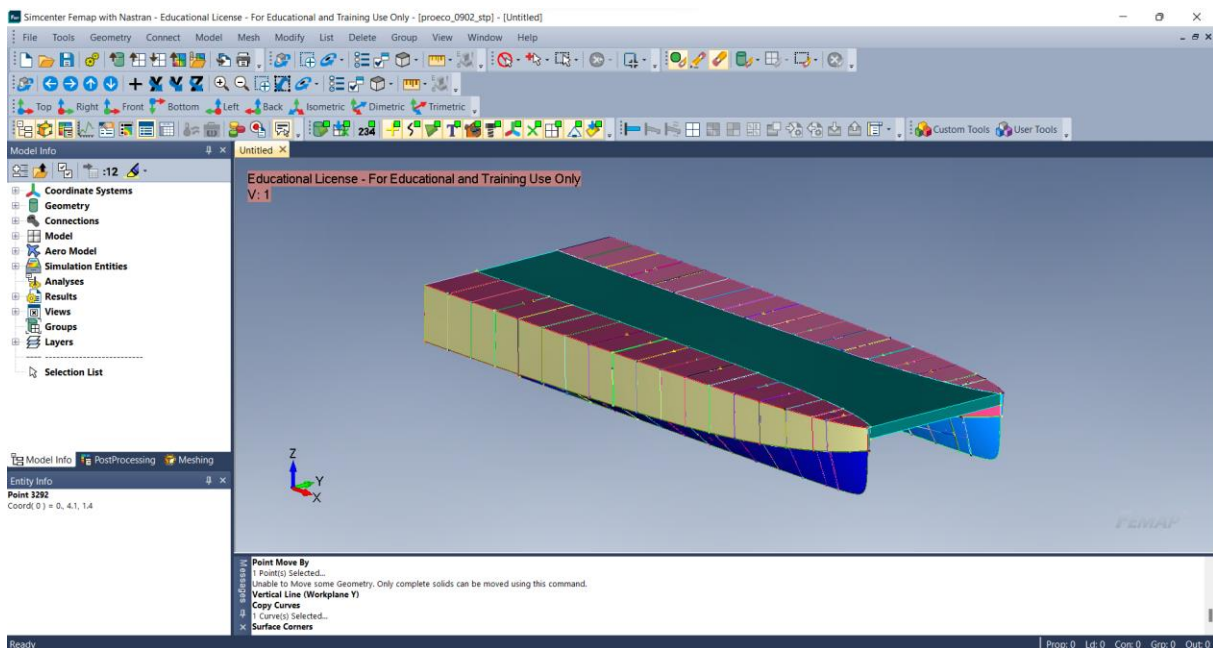 Simcenter Femap with Nastran - Educational License - For Educational and Training Use Only - [proeco_0902_stp] - [Untitled]
File Tools Geometry Connect Model Mesh Modify List Delete Group View Window Help
Top Right Front Bottom Left Back Isometric Dimetric Trimetric
234
Custom Tools User Tools
Model Info
Untitled
:12
Coordinate Systems
Geometry
Connections
Model
Aero Model
Simulation Entities
Analyses
Results
Views
Groups
Layers
Selection List
Educational License - For Educational and Training Use Only
V: 1
Z
Y
X
FEMAP
Model Info PostProcessing Meshing
Entity Info
Point 3292
Coord( 0 ) = 0., 4.1, 1.4
Messages
Point Move By
1 Point(s) Selected...
Unable to Move some Geometry. Only complete solids can be moved using this command.
Vertical Line (Workplane Y)
Copy Curves
1 Curve(s) Selected...
Surface Corners
Ready
Prop: 0 Ld: 0 Con: 0 Grp: 0 Out: 0